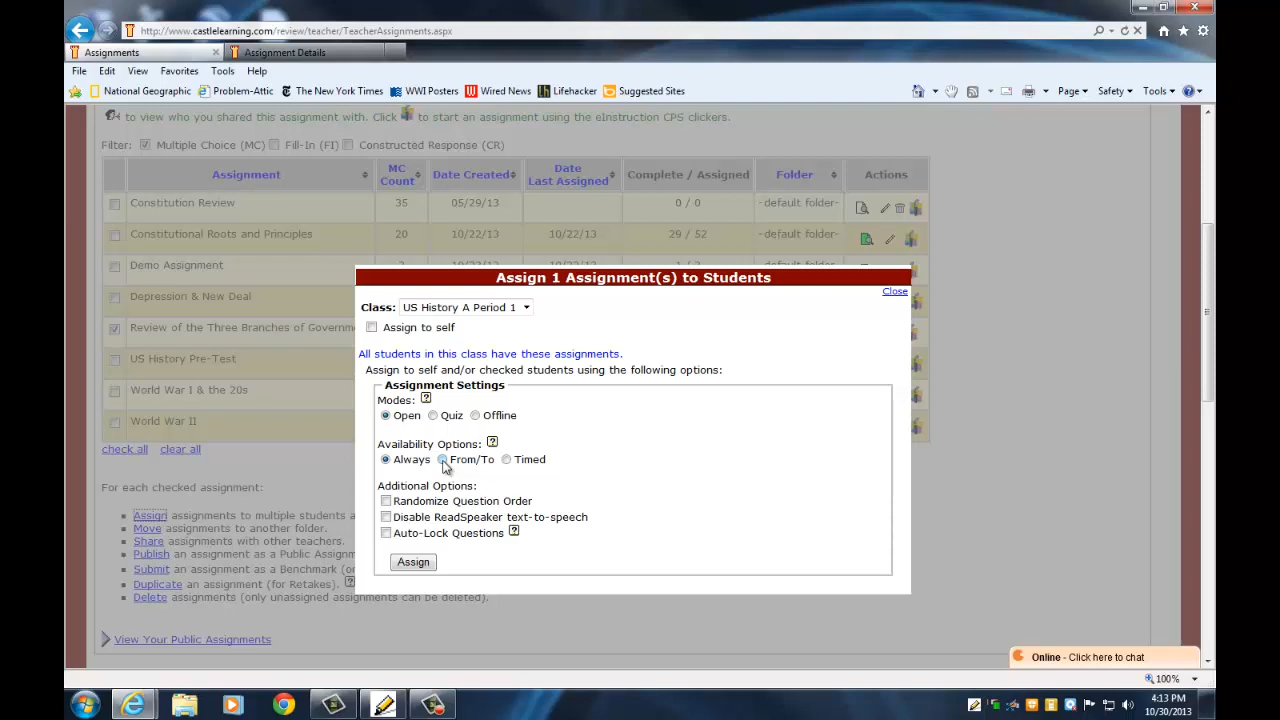 http://www.castlelearning.com/review/teacher/TeacherAssignments.aspx
Assignments
Assignment Details
File Edit View Favorites Tools Help
National Geographic Problem-Attic The New York Times WWI Posters Wired News Lifehacker Suggested Sites Page Safety Tools
to view who you shared this assignment with. Click to start an assignment using the eInstruction CPS clickers.
Filter: Multiple Choice (MC) Fill-In (FI) Constructed Response (CR)
Assignment MC Count Date Created Date Last Assigned Complete / Assigned Folder Actions
Constitution Review 35 05/29/13 0 / 0 -default folder-
Constitutional Roots and Principles 20 10/22/13 10/22/13 29 / 52 -default folder-
Demo Assignment
Depression & New Deal
Review of the Three Branches of Governme
US History Pre-Test
World War I & the 20s
World War II
check all clear all
For each checked assignment:
Assign assignments to multiple students a
Move assignments to another folder.
Share assignments with other teachers.
Publish an assignment as a Public Assignm
Submit an assignment as a Benchmark (or
Duplicate an assignment (for Retakes). ?
Delete assignments (only unassigned assignments can be deleted).
View Your Public Assignments
Assign 1 Assignment(s) to Students
Close
Class: US History A Period 1
Assign to self
All students in this class have these assignments.
Assign to self and/or checked students using the following options:
Assignment Settings
Modes: ?
Open Quiz Offline
Availability Options: ?
Always From/To Timed
Additional Options:
Randomize Question Order
Disable ReadSpeaker text-to-speech
Auto-Lock Questions ?
Assign
Online - Click here to chat
100%
4:13 PM
10/30/2013